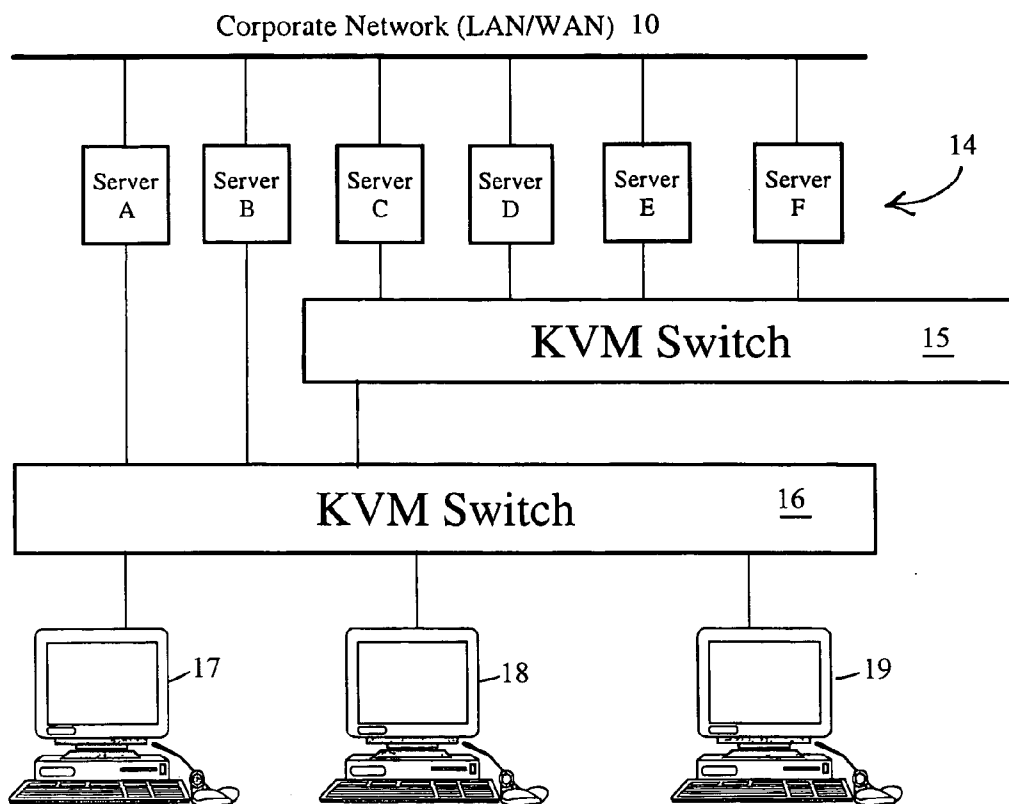 Corporate Network (LAN/WAN) 10
14
Server A
Server B
Server C
Server D
Server E
Server F
KVM Switch 15
KVM Switch 16
17
18
19